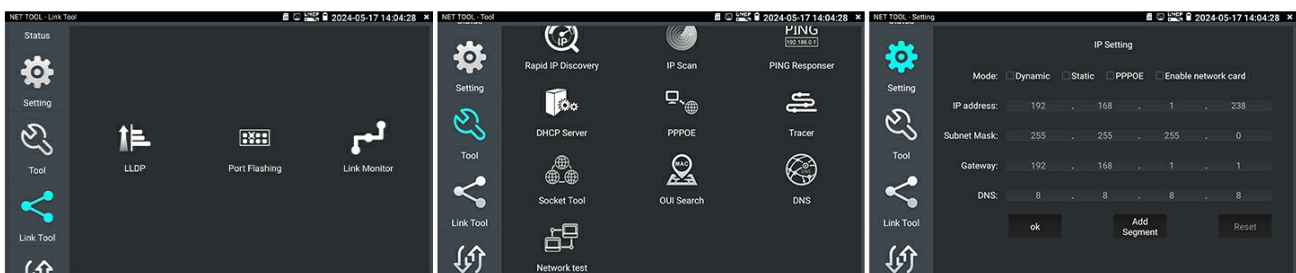 NET TOOL - Link Tool
2024-05-17 14:04:28
Status
Setting
Tool
Link Tool
LLDP
Port Flashing
Link Monitor
NET TOOL - Tool
2024-05-17 14:04:28
Setting
Tool
Link Tool
IP
PING
192.186.0.1
Rapid IP Discovery
IP Scan
PING Responser
DHCP Server
PPPOE
Tracer
MAC
DNS
Socket Tool
OUI Search
DNS
Network test
NET TOOL - Setting
2024-05-17 14:04:28
Setting
Tool
Link Tool
IP Setting
Mode: Dynamic Static PPPOE Enable network card
IP address: 192 . 168 . 1 . 238
Subnet Mask: 255 . 255 . 255 . 0
Gateway: 192 . 168 . 1 . 1
DNS: 8 . 8 . 8 . 8
ok
Add
Segment
Reset